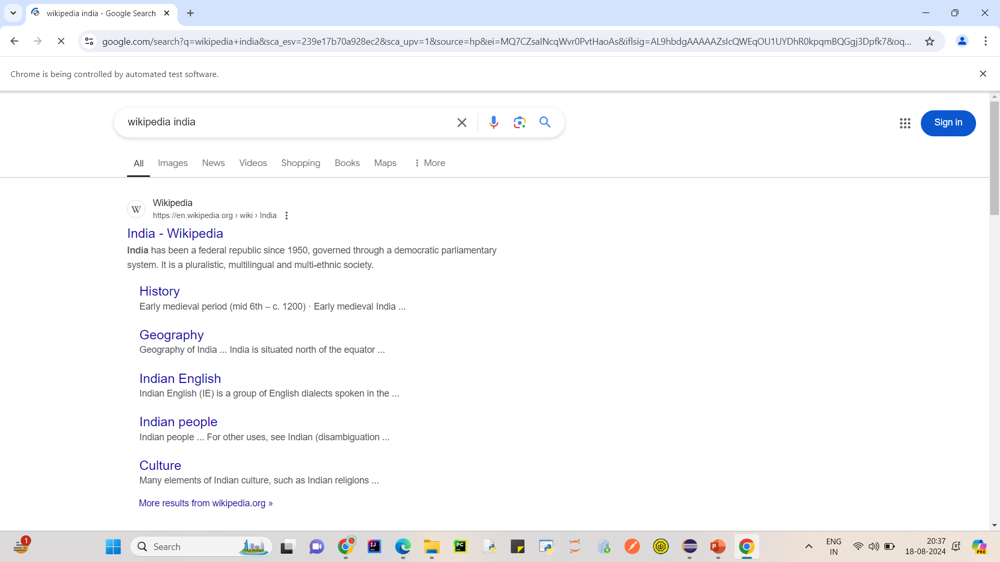 wikipedia india - Google Search
google.com/search?q=wikipedia+india&sca_esv=239e17b70a928ec2&sca_upv=1&source=hp&ei=MQ7CZsaINcqWvr0PvtHaoAs&iflsig=AL9hbdgAAAAAZsIcQWEqOU1UYDhR0kpqmBQGgj3Dpfk7&oq...
Chrome is being controlled by automated test software.
wikipedia india
Sign in
All Images News Videos Shopping Books Maps More
W
Wikipedia
https://en.wikipedia.org › wiki › India
India - Wikipedia
India has been a federal republic since 1950, governed through a democratic parliamentary
system. It is a pluralistic, multilingual and multi-ethnic society.
History
Early medieval period (mid 6th – c. 1200) · Early medieval India ...
Geography
Geography of India ... India is situated north of the equator ...
Indian English
Indian English (IE) is a group of English dialects spoken in the ...
Indian people
Indian people ... For other uses, see Indian (disambiguation ...
Culture
Many elements of Indian culture, such as Indian religions ...
More results from wikipedia.org »
1
Search
IJ
PC
P
ENG
IN
20:37
18-08-2024
PRE